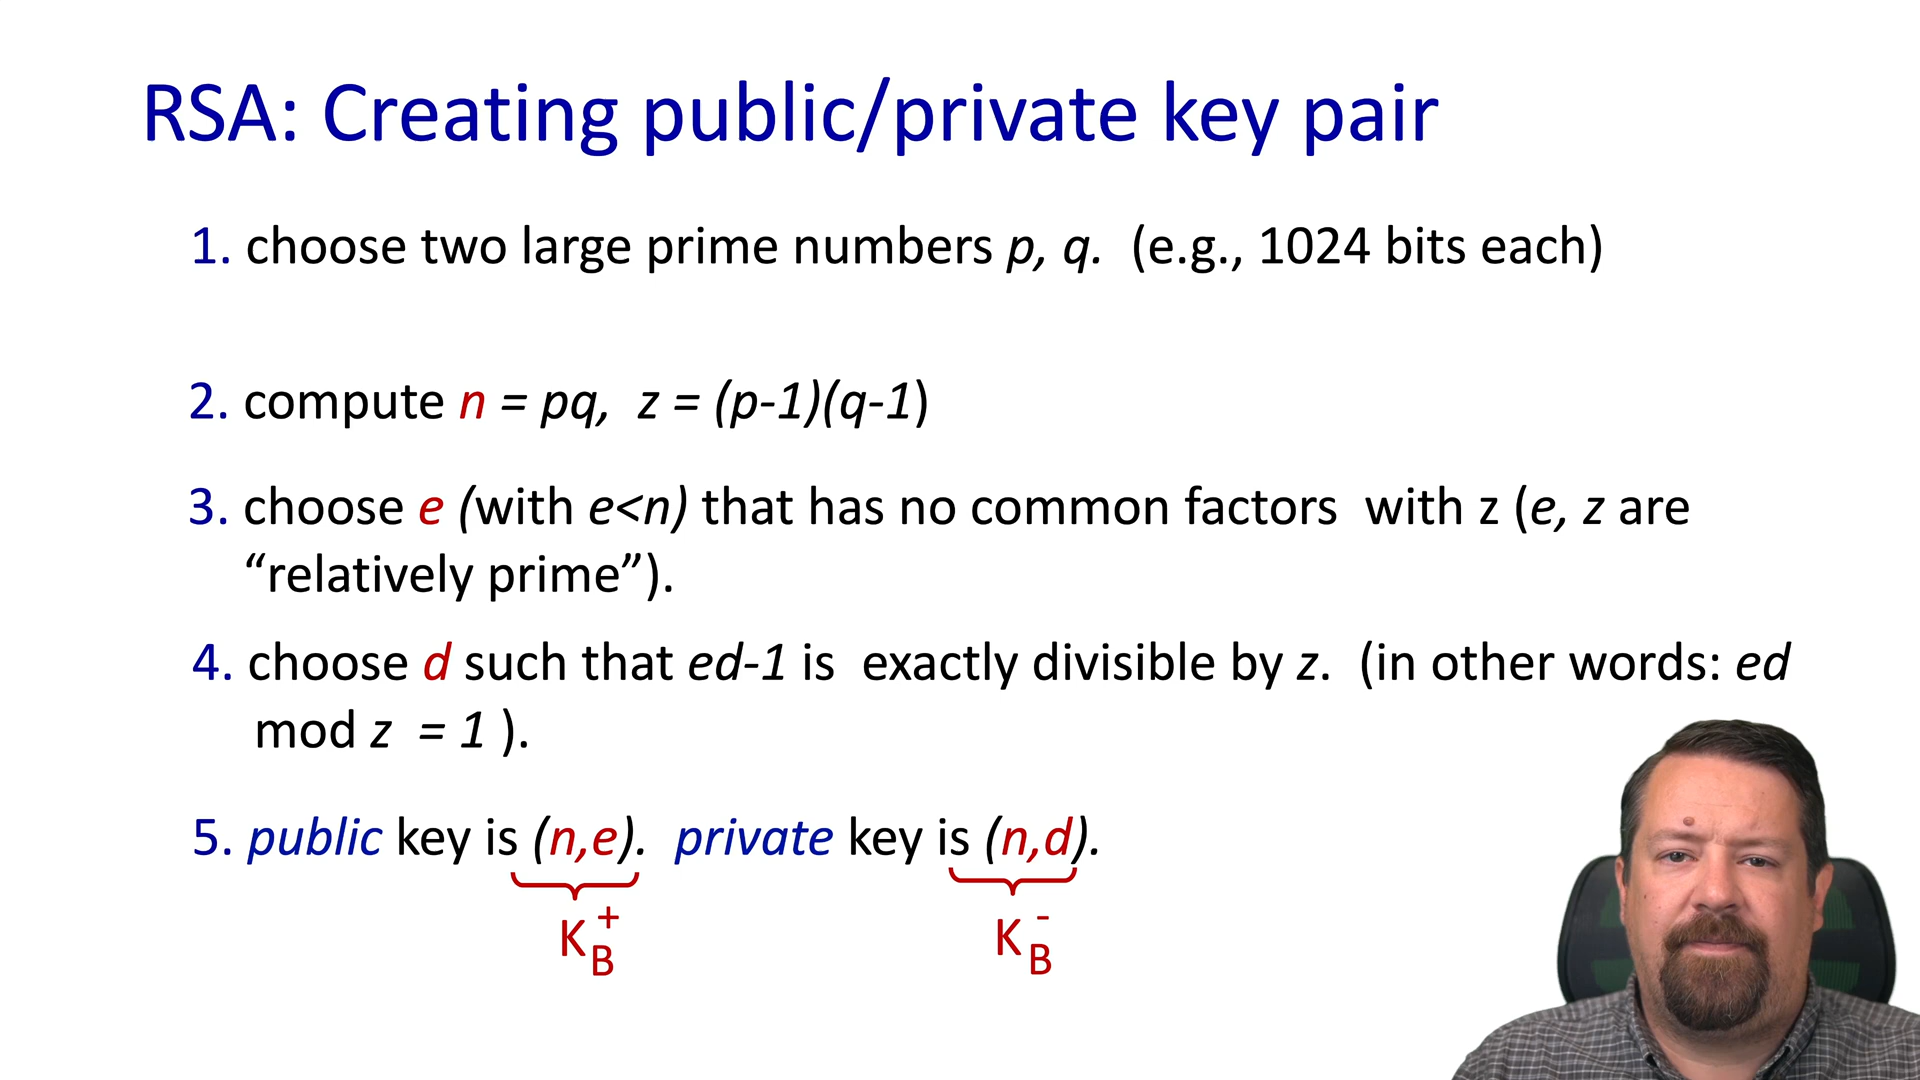 RSA: Creating public/private key pair
1. choose two large prime numbers p, q. (e.g., 1024 bits each)
2. compute n = pq, z = (p-1)(q-1)
3. choose e (with e<n) that has no common factors with z (e, z are
“relatively prime”).
4. choose d such that ed-1 is exactly divisible by z. (in other words: ed
mod z = 1 ).
5. public key is (n,e). private key is (n,d).
K_B^+ K_B^-